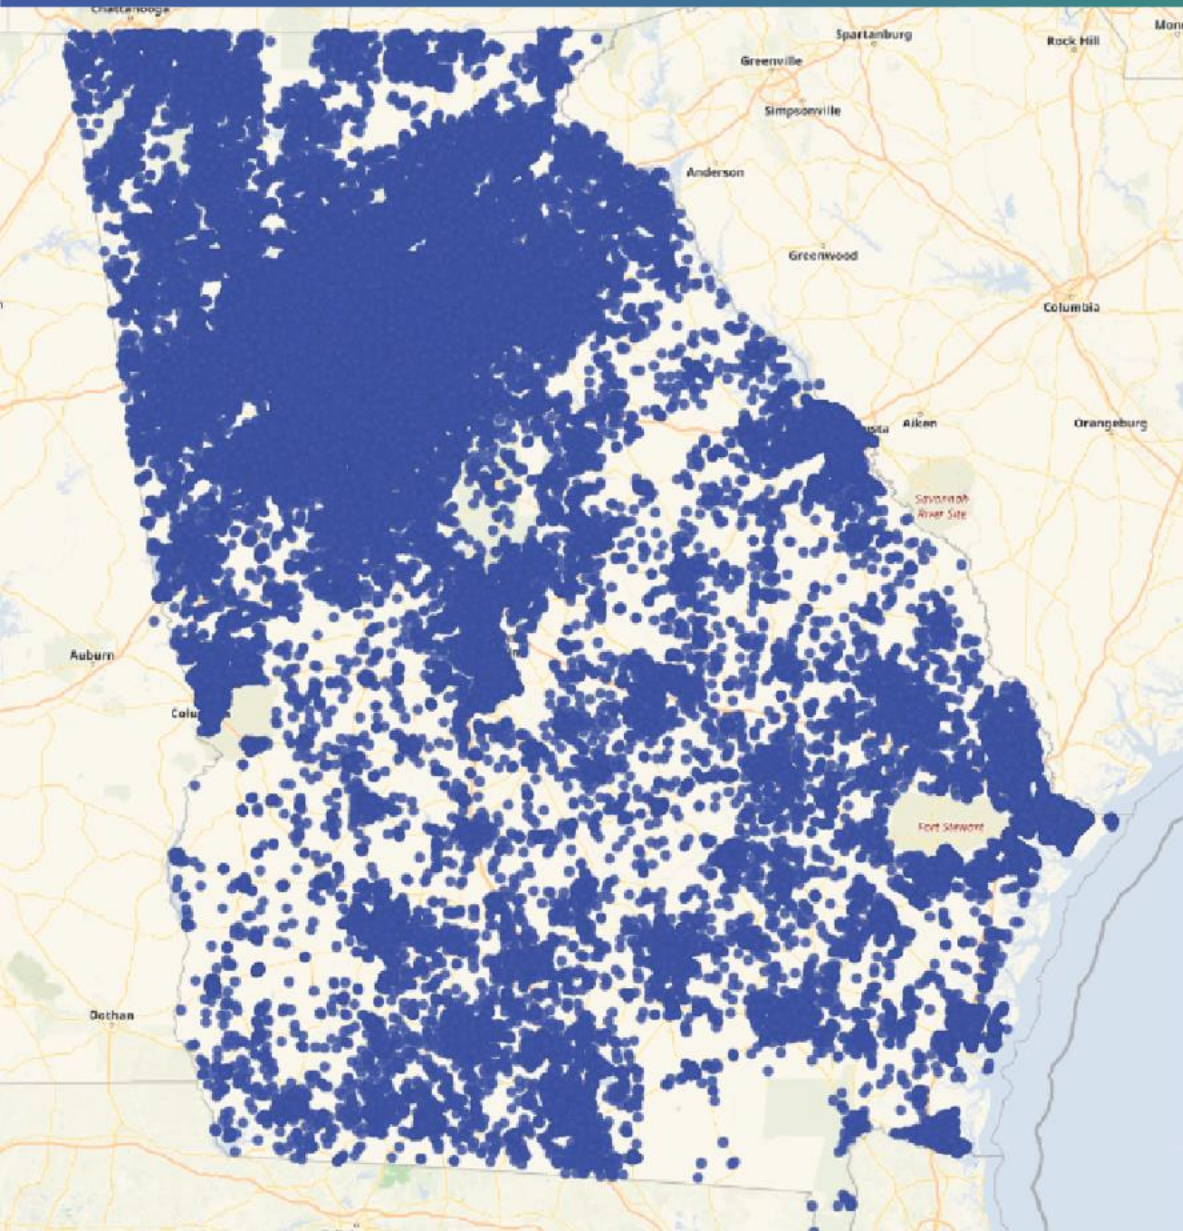 Chattanooga
Spartanburg
Rock Hill
Greenville
Simpsonville
Anderson
Greenwood
Columbia
Aiken
Orangeburg
Savannah
River Site
Auburn
Fort Stewart
Dothan